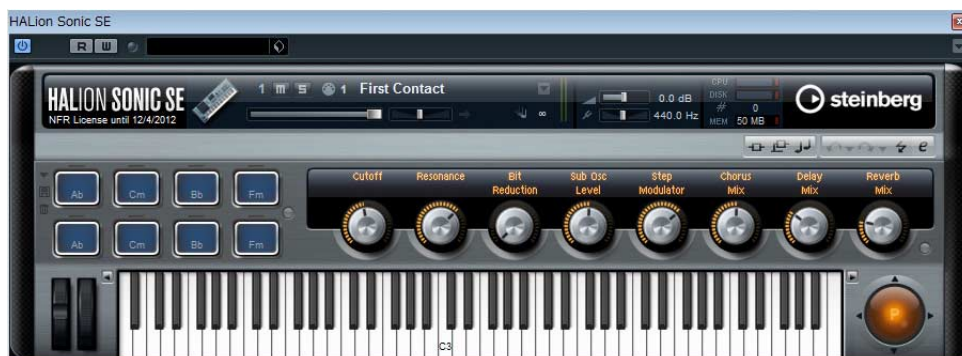 HALion Sonic SE
R W
HALION SONIC SE
NFR License until 12/4/2012
1 m s 1 First Contact
0.0 dB
440.0 Hz
CPU
DISK
# 0
MEM 50 MB
steinberg
e
Ab Cm Bb Fm
Ab Cm Bb Fm
Cutoff Resonance Bit Reduction Sub Osc Level Step Modulator Chorus Mix Delay Mix Reverb Mix
P
C3